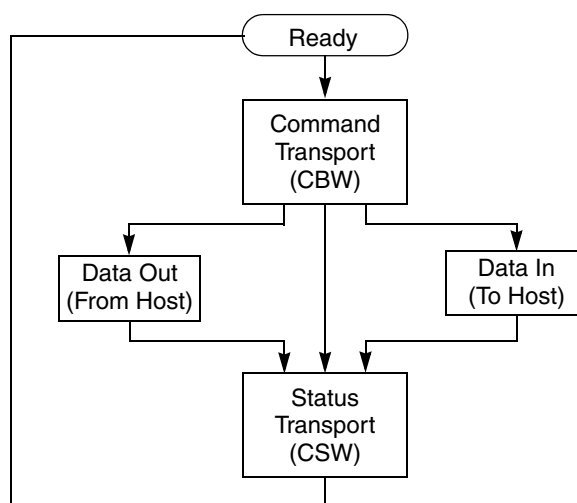 Ready
Command
Transport
(CBW)
Data Out
(From Host)
Data In
(To Host)
Status
Transport
(CSW)